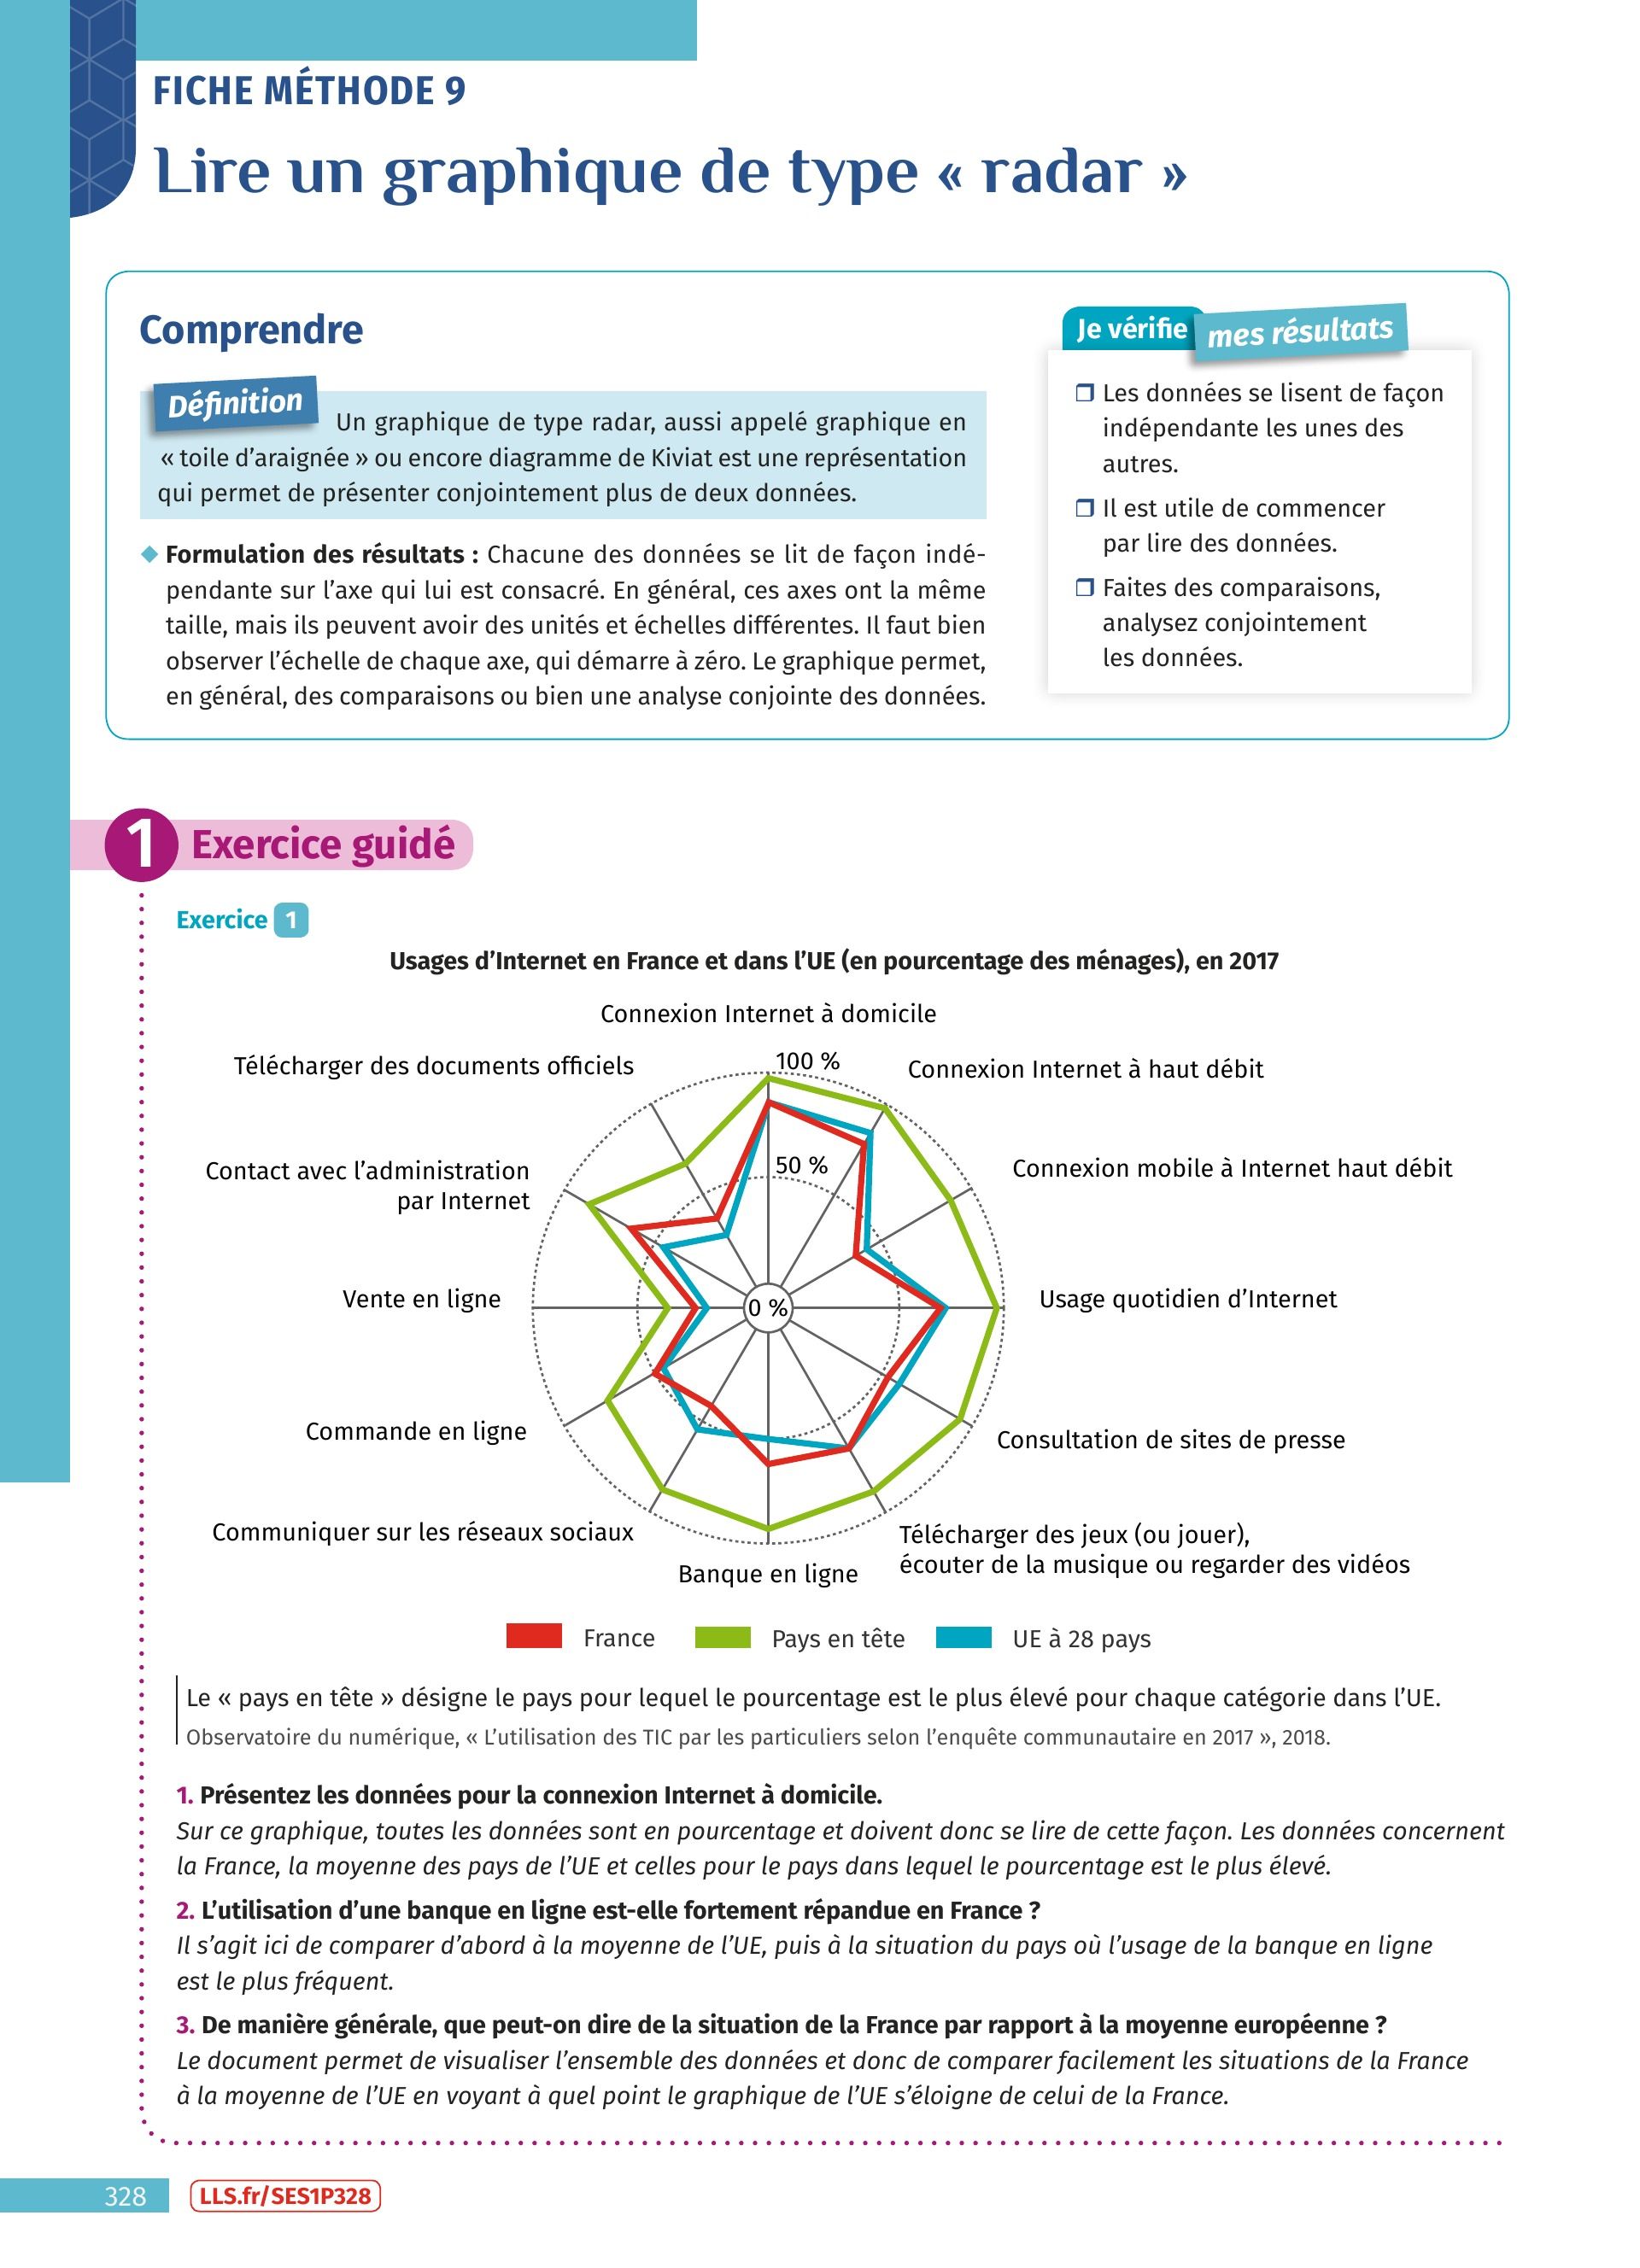 FICHE MÉTHODE 9
Lire un graphique de type « radar »
Comprendre
Définition
Un graphique de type radar, aussi appelé graphique en
« toile d’araignée » ou encore diagramme de Kiviat est une représentation
qui permet de présenter conjointement plus de deux données.
Formulation des résultats : Chacune des données se lit de façon indé-
pendante sur l’axe qui lui est consacré. En général, ces axes ont la même
taille, mais ils peuvent avoir des unités et échelles différentes. Il faut bien
observer l’échelle de chaque axe, qui démarre à zéro. Le graphique permet,
en général, des comparaisons ou bien une analyse conjointe des données.
Je vérifie mes résultats
Les données se lisent de façon
indépendante les unes des
autres.
Il est utile de commencer
par lire des données.
Faites des comparaisons,
analysez conjointement
les données.
1 Exercice guidé
Exercice 1
Usages d’Internet en France et dans l’UE (en pourcentage des ménages), en 2017
Connexion Internet à domicile
100 %
Connexion Internet à haut débit
Télécharger des documents officiels
50 %
Connexion mobile à Internet haut débit
Contact avec l’administration
par Internet
Vente en ligne
0 %
Usage quotidien d’Internet
Commande en ligne
Consultation de sites de presse
Communiquer sur les réseaux sociaux
Télécharger des jeux (ou jouer),
écouter de la musique ou regarder des vidéos
Banque en ligne
France
Pays en tête
UE à 28 pays
Le « pays en tête » désigne le pays pour lequel le pourcentage est le plus élevé pour chaque catégorie dans l’UE.
Observatoire du numérique, « L’utilisation des TIC par les particuliers selon l’enquête communautaire en 2017 », 2018.
1. Présentez les données pour la connexion Internet à domicile.
Sur ce graphique, toutes les données sont en pourcentage et doivent donc se lire de cette façon. Les données concernent
la France, la moyenne des pays de l’UE et celles pour le pays dans lequel le pourcentage est le plus élevé.
2. L’utilisation d’une banque en ligne est-elle fortement répandue en France ?
Il s’agit ici de comparer d’abord à la moyenne de l’UE, puis à la situation du pays où l’usage de la banque en ligne
est le plus fréquent.
3. De manière générale, que peut-on dire de la situation de la France par rapport à la moyenne européenne ?
Le document permet de visualiser l’ensemble des données et donc de comparer facilement les situations de la France
à la moyenne de l’UE en voyant à quel point le graphique de l’UE s’éloigne de celui de la France.
328
LLS.fr/SES1P328